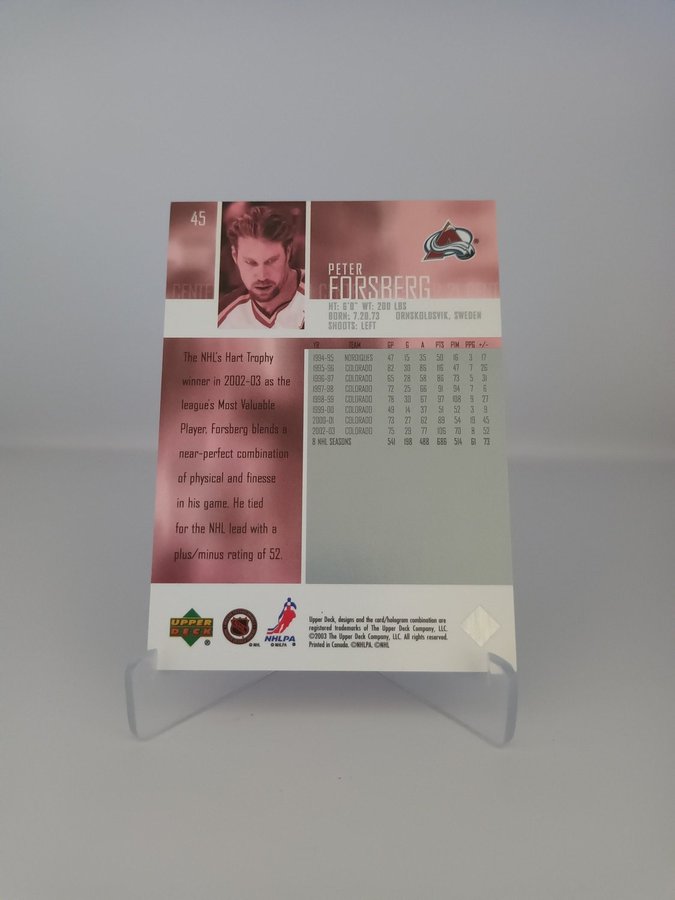 45
PETER
FORSBERG
CENTE
HT: 6'0" WT: 200 LBS
BORN: 7.20.73 ORNSKOLDSVIK, SWEDEN
SHOOTS: LEFT
The NHL's Hart Trophy
winner in 2002-03 as the
league's Most Valuable
Player, Forsberg blends a
near-perfect combination
of physical and finesse
in his game. He tied
for the NHL lead with a
plus/minus rating of 52.
YR TEAM GP G A PTS PIM PPG +/-
1994-95 NORDIQUES 47 15 35 50 16 3 17
1995-96 COLORADO 82 30 86 116 47 7 26
1996-97 COLORADO 65 28 58 86 73 5 31
1997-98 COLORADO 72 25 66 91 94 7 6
1998-99 COLORADO 78 30 67 97 108 9 27
1999-00 COLORADO 49 14 37 51 52 3 9
2000-01 COLORADO 73 27 62 89 54 19 45
2002-03 COLORADO 75 29 77 106 70 8 52
8 NHL SEASONS 541 198 488 686 514 61 73
UPPER
DECK
®
NHL
© NHL
© NHLPA
NHLPA
®
Upper Deck, designs and the card/hologram combination are
registered trademarks of The Upper Deck Company, LLC.
©2003 The Upper Deck Company, LLC. All rights reserved.
Printed in Canada. ©NHLPA. ©NHL